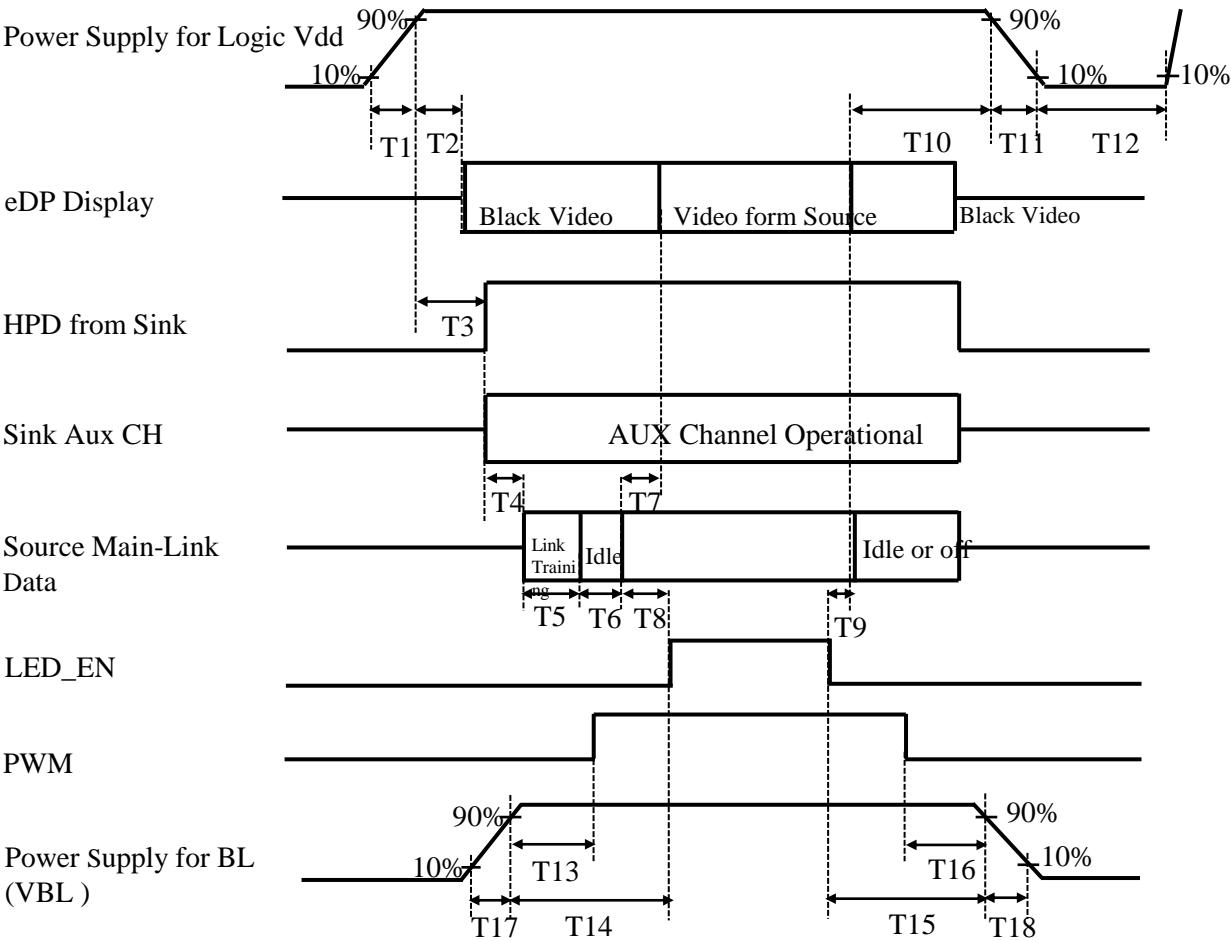 90%
90%
Power Supply for Logic Vdd
10%
10%
10%
T1
T2
T10
T11
T12
eDP Display
Black Video
Video form Source
Black Video
HPD from Sink
T3
Sink Aux CH
AUX Channel Operational
T4
T7
Source Main-Link
Data
Link
Traini
ng
Idle
Idle or off
T5
T6
T8
T9
LED_EN
PWM
90%
90%
Power Supply for BL
(VBL )
10%
10%
T13
T16
T17
T14
T15
T18